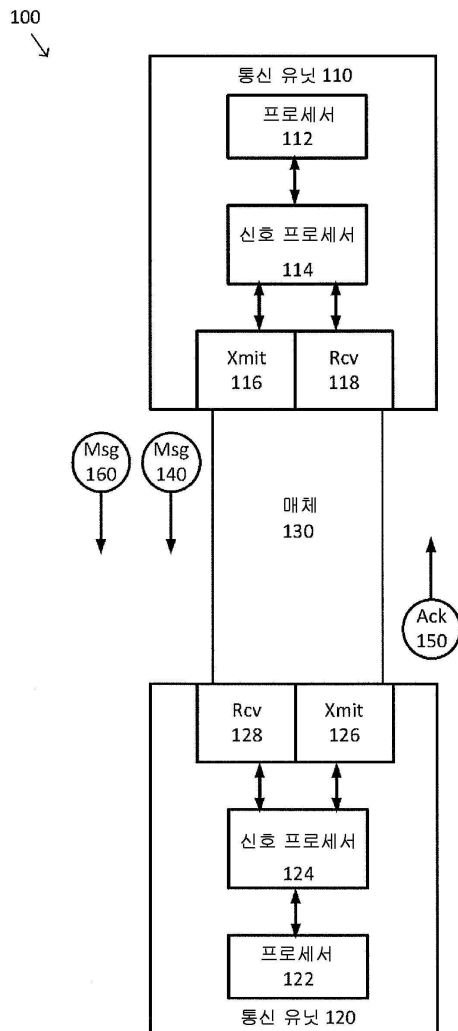 100
통신 유닛 110
프로세서
112
신호 프로세서
114
Xmit
116
Rcv
118
Msg
160
Msg
140
매체
130
Ack
150
Rcv
128
Xmit
126
신호 프로세서
124
프로세서
122
통신 유닛 120